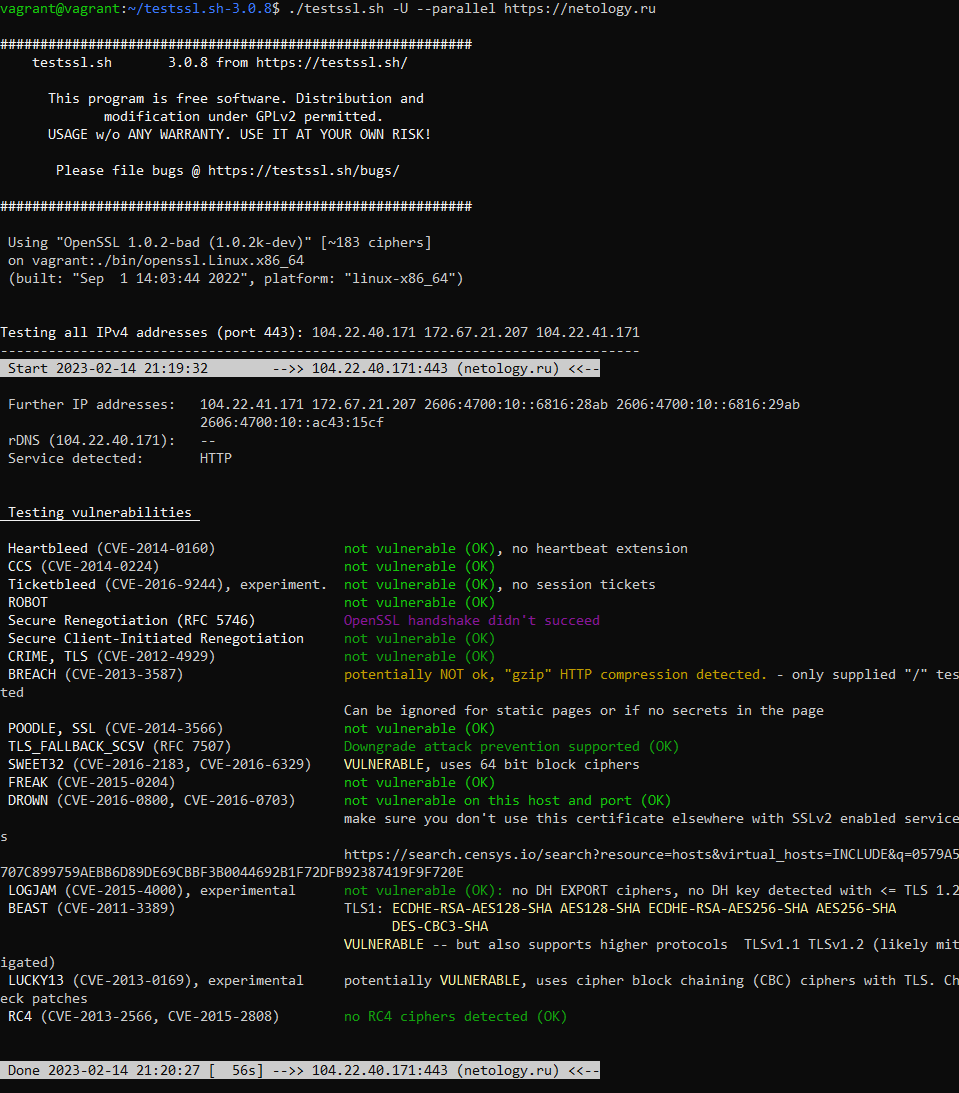 vagrant@vagrant:~/testssl.sh-3.0.8$ ./testssl.sh -U --parallel https://netology.ru
###########################################################
testssl.sh       3.0.8 from https://testssl.sh/
This program is free software. Distribution and
modification under GPLv2 permitted.
USAGE w/o ANY WARRANTY. USE IT AT YOUR OWN RISK!
Please file bugs @ https://testssl.sh/bugs/
###########################################################
Using "OpenSSL 1.0.2-bad (1.0.2k-dev)" [~183 ciphers]
on vagrant:./bin/openssl.Linux.x86_64
(built: "Sep  1 14:03:44 2022", platform: "linux-x86_64")
Testing all IPv4 addresses (port 443): 104.22.40.171 172.67.21.207 104.22.41.171
--------------------------------------------------------------------------------
Start 2023-02-14 21:19:32        -->> 104.22.40.171:443 (netology.ru) <<--
Further IP addresses:   104.22.41.171 172.67.21.207 2606:4700:10::6816:28ab 2606:4700:10::6816:29ab
2606:4700:10::ac43:15cf
rDNS (104.22.40.171):   --
Service detected:       HTTP
Testing vulnerabilities
Heartbleed (CVE-2014-0160)                not vulnerable (OK), no heartbeat extension
CCS (CVE-2014-0224)                       not vulnerable (OK)
Ticketbleed (CVE-2016-9244), experiment.  not vulnerable (OK), no session tickets
ROBOT                                     not vulnerable (OK)
Secure Renegotiation (RFC 5746)           OpenSSL handshake didn't succeed
Secure Client-Initiated Renegotiation     not vulnerable (OK)
CRIME, TLS (CVE-2012-4929)                not vulnerable (OK)
BREACH (CVE-2013-3587)                    potentially NOT ok, "gzip" HTTP compression detected. - only supplied "/" tes
ted
Can be ignored for static pages or if no secrets in the page
POODLE, SSL (CVE-2014-3566)               not vulnerable (OK)
TLS_FALLBACK_SCSV (RFC 7507)              Downgrade attack prevention supported (OK)
SWEET32 (CVE-2016-2183, CVE-2016-6329)    VULNERABLE, uses 64 bit block ciphers
FREAK (CVE-2015-0204)                     not vulnerable (OK)
DROWN (CVE-2016-0800, CVE-2016-0703)      not vulnerable on this host and port (OK)
make sure you don't use this certificate elsewhere with SSLv2 enabled service
s
https://search.censys.io/search?resource=hosts&virtual_hosts=INCLUDE&q=0579A5
707C899759AEBB6D89DE69CBBF3B0044692B1F72DFB92387419F9F720E
LOGJAM (CVE-2015-4000), experimental      not vulnerable (OK): no DH EXPORT ciphers, no DH key detected with <= TLS 1.2
BEAST (CVE-2011-3389)                     TLS1: ECDHE-RSA-AES128-SHA AES128-SHA ECDHE-RSA-AES256-SHA AES256-SHA
DES-CBC3-SHA
VULNERABLE -- but also supports higher protocols  TLSv1.1 TLSv1.2 (likely mit
igated)
LUCKY13 (CVE-2013-0169), experimental     potentially VULNERABLE, uses cipher block chaining (CBC) ciphers with TLS. Ch
eck patches
RC4 (CVE-2013-2566, CVE-2015-2808)        no RC4 ciphers detected (OK)
Done 2023-02-14 21:20:27 [  56s] -->> 104.22.40.171:443 (netology.ru) <<--